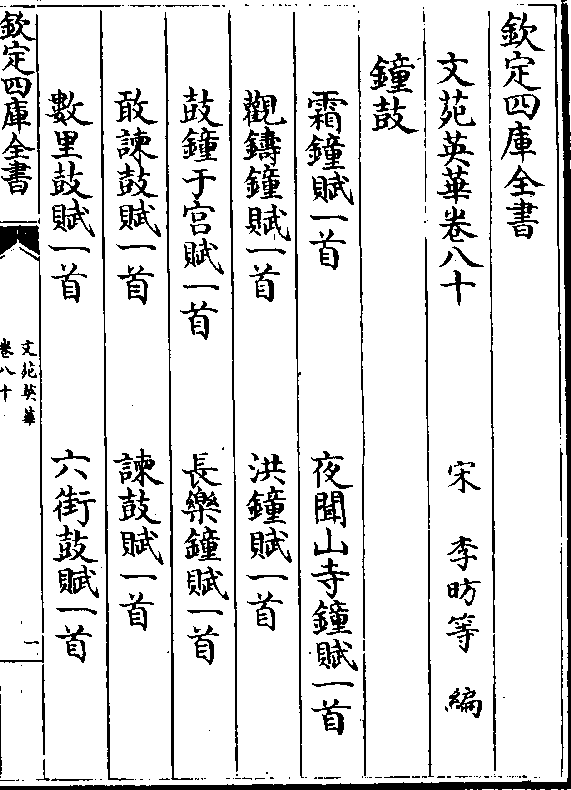 欽定四庫全書
文苑英華卷八十
宋 李昉等 編
鐘鼓
霜鐘賦一首 夜聞山寺鐘賦一首
觀鑄鐘賦一首 洪鐘賦一首
鼓鐘于宫賦一首 長樂鐘賦一首
敢諫鼓賦一首 諫鼓賦一首
數里鼓賦一首 六街鼓賦一首
欽定四庫全書
文苑英華
卷八十
一